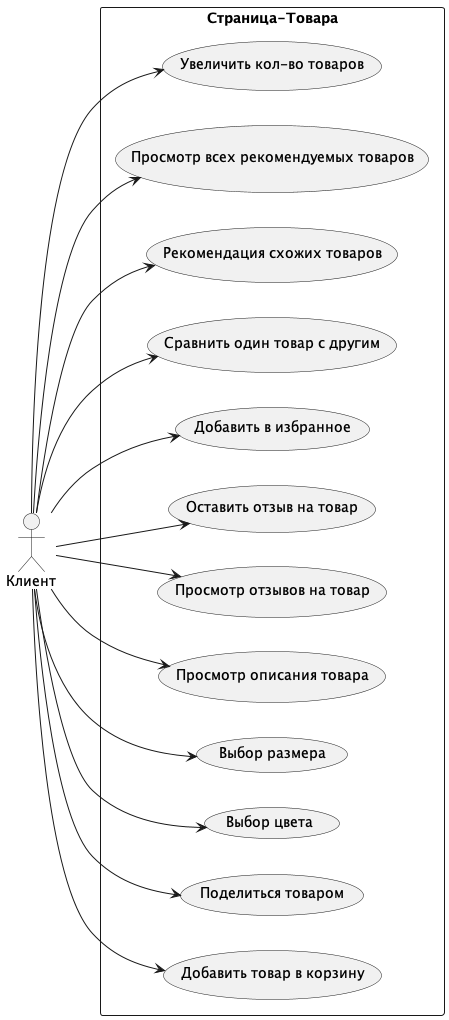 Страница-Товара
Увеличить кол-во товаров
Просмотр всех рекомендуемых товаров
Рекомендация схожих товаров
Сравнить один товар с другим
Добавить в избранное
Оставить отзыв на товар
Клиент
Просмотр отзывов на товар
Просмотр описания товара
Выбор размера
Выбор цвета
Поделиться товаром
Добавить товар в корзину